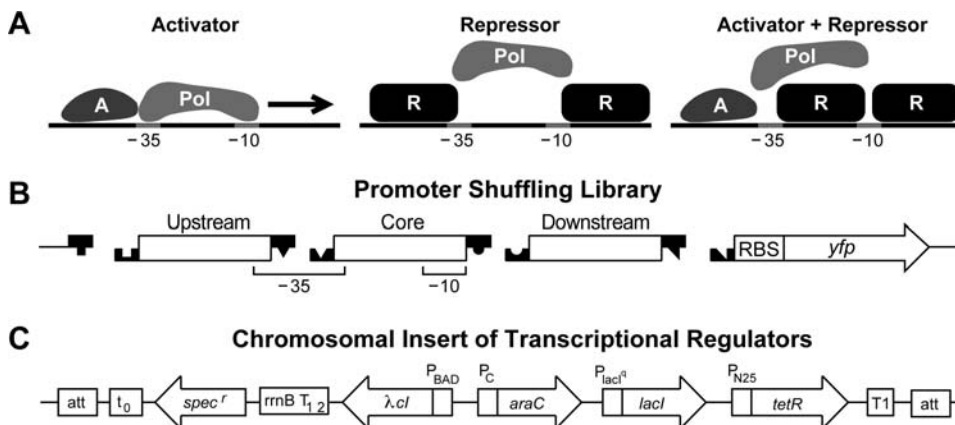 A
Activator
Repressor
Activator + Repressor
A
Pol
−35
−10
R
Pol
R
−35
−10
A
Pol
R
R
−35
−10
B
Promoter Shuffling Library
Upstream
Core
Downstream
RBS
yfp
−35
−10
C
Chromosomal Insert of Transcriptional Regulators
att
t0
spec r
rrnB T1 2
λcI
PBAD
PC
araC
PlacIq
lacI
PN25
tetR
T1
att